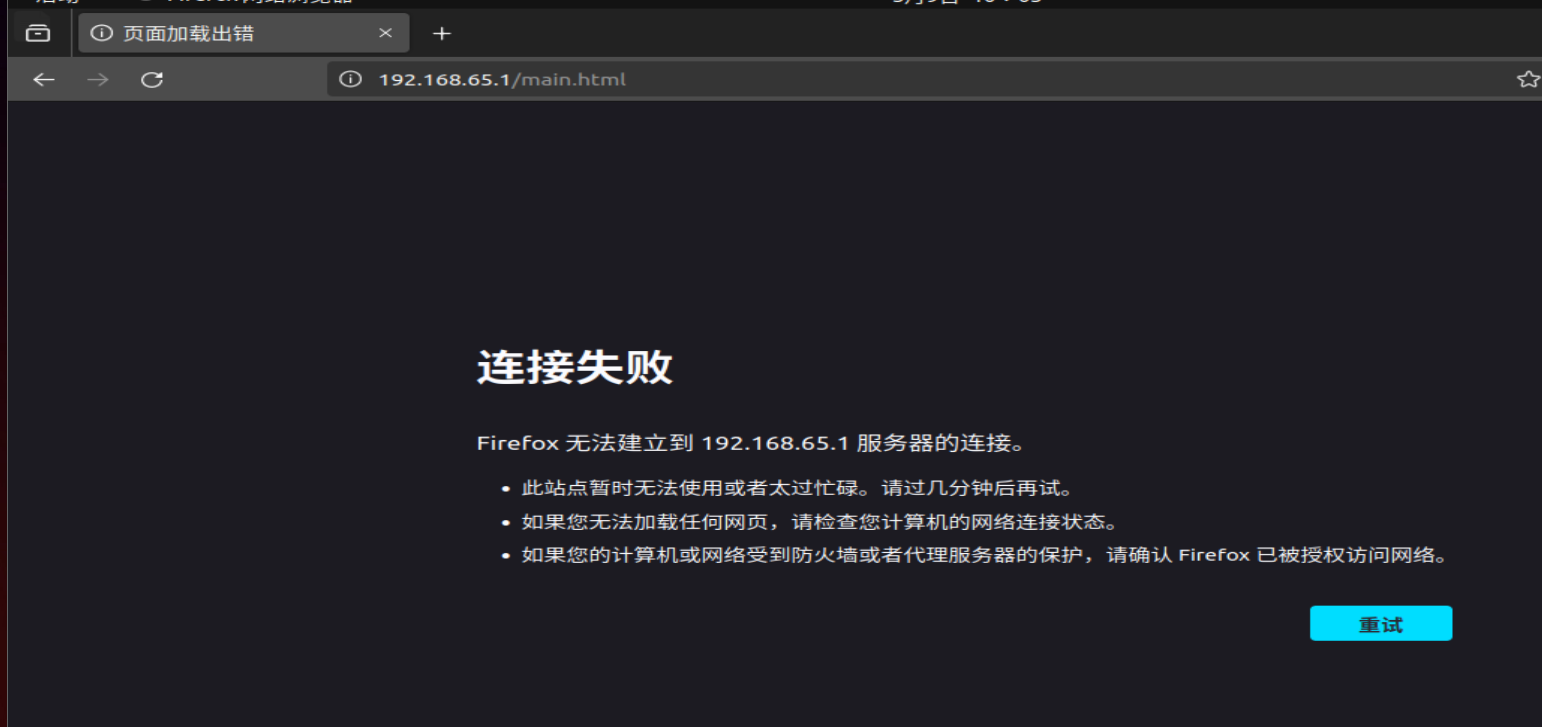 Firefox 网络浏览器
页面加载出错
192.168.65.1/main.html
连接失败
Firefox 无法建立到 192.168.65.1 服务器的连接。
• 此站点暂时无法使用或者太过忙碌。请过几分钟后再试。
• 如果您无法加载任何网页，请检查您计算机的网络连接状态。
• 如果您的计算机或网络受到防火墙或者代理服务器的保护，请确认 Firefox 已被授权访问网络。
重试